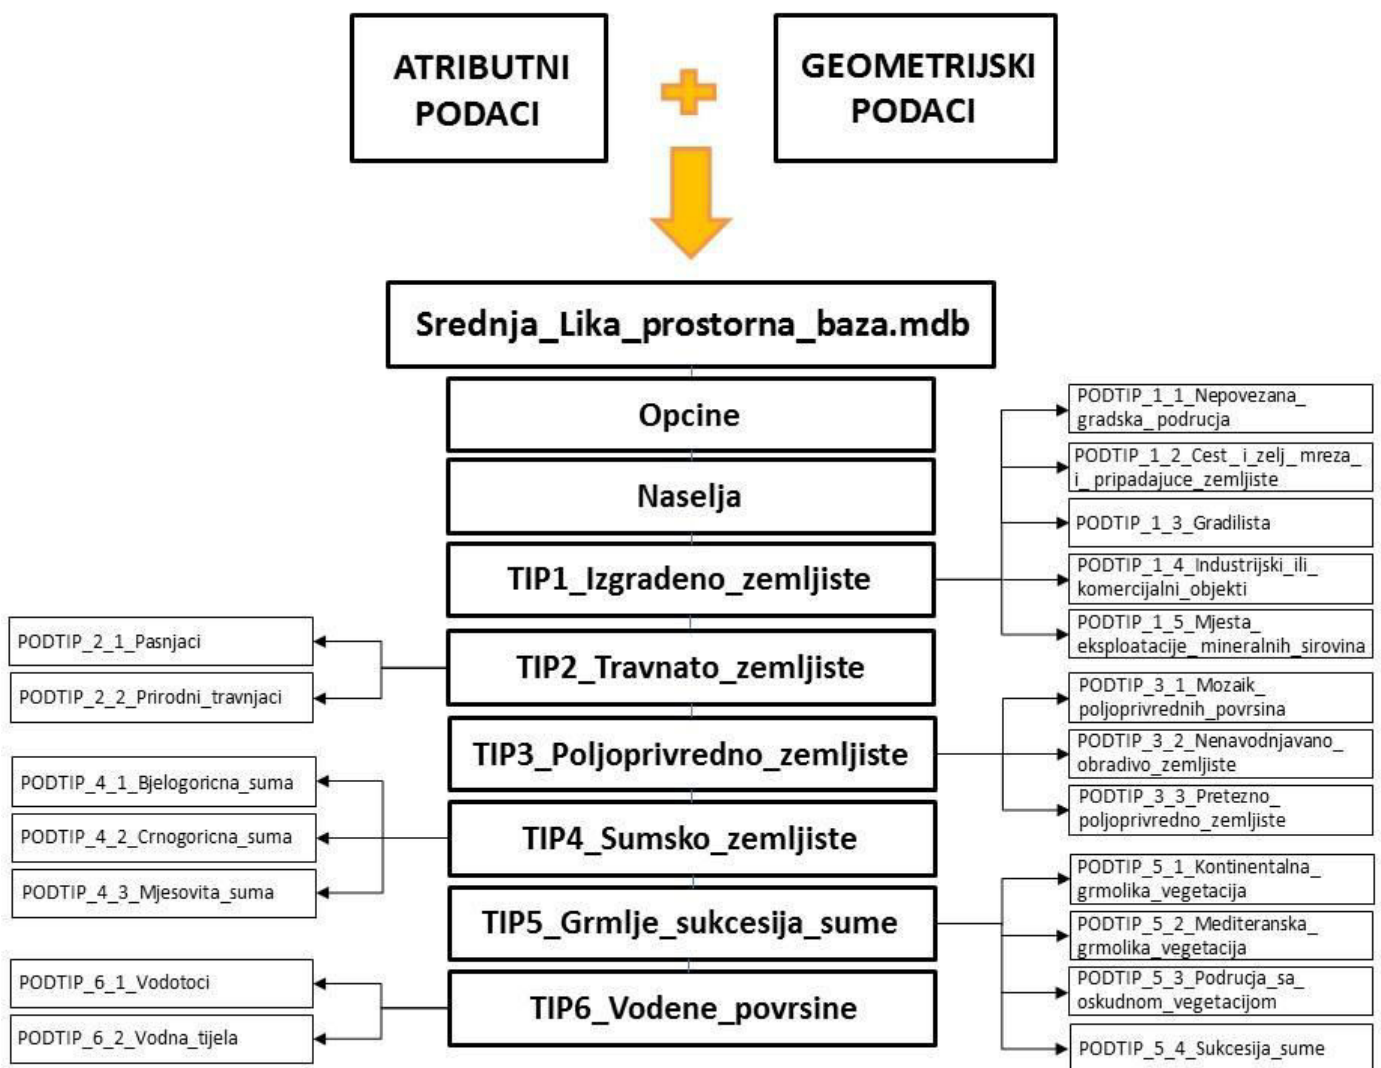 ATRIBUTNI
PODACI
GEOMETRIJSKI
PODACI
Srednja_Lika_prostorna_baza.mdb
Opcine
Naselja
TIP1_Izgradeno_zemljiste
PODTIP_1_1_Nepovezana_
gradska_podrucja
PODTIP_1_2_Cest_i_zelj_mreza_
i_pripadajuce_zemljiste
PODTIP_1_3_Gradilista
PODTIP_1_4_Industrijski_ili_
komercijalni_objekti
PODTIP_1_5_Mjesta_
eksploatacije_mineralnih_sirovina
TIP2_Travnato_zemljiste
PODTIP_2_1_Pasnjaci
PODTIP_2_2_Prirodni_travnjaci
TIP3_Poljoprivredno_zemljiste
PODTIP_3_1_Mozaik_
poljoprivrednih_povrsina
PODTIP_3_2_Nenavodnjavano_
obradivo_zemljiste
PODTIP_3_3_Pretezno_
poljoprivredno_zemljiste
TIP4_Sumsko_zemljiste
PODTIP_4_1_Bjelogoricna_suma
PODTIP_4_2_Crnogoricna_suma
PODTIP_4_3_Mjesovita_suma
TIP5_Grmlje_sukcesija_sume
PODTIP_5_1_Kontinentalna_
grmolika_vegetacija
PODTIP_5_2_Mediteranska_
grmolika_vegetacija
PODTIP_5_3_Podrucja_sa_
oskudnom_vegetacijom
PODTIP_5_4_Sukcesija_sume
TIP6_Vodene_povrsine
PODTIP_6_1_Vodotoci
PODTIP_6_2_Vodna_tijela